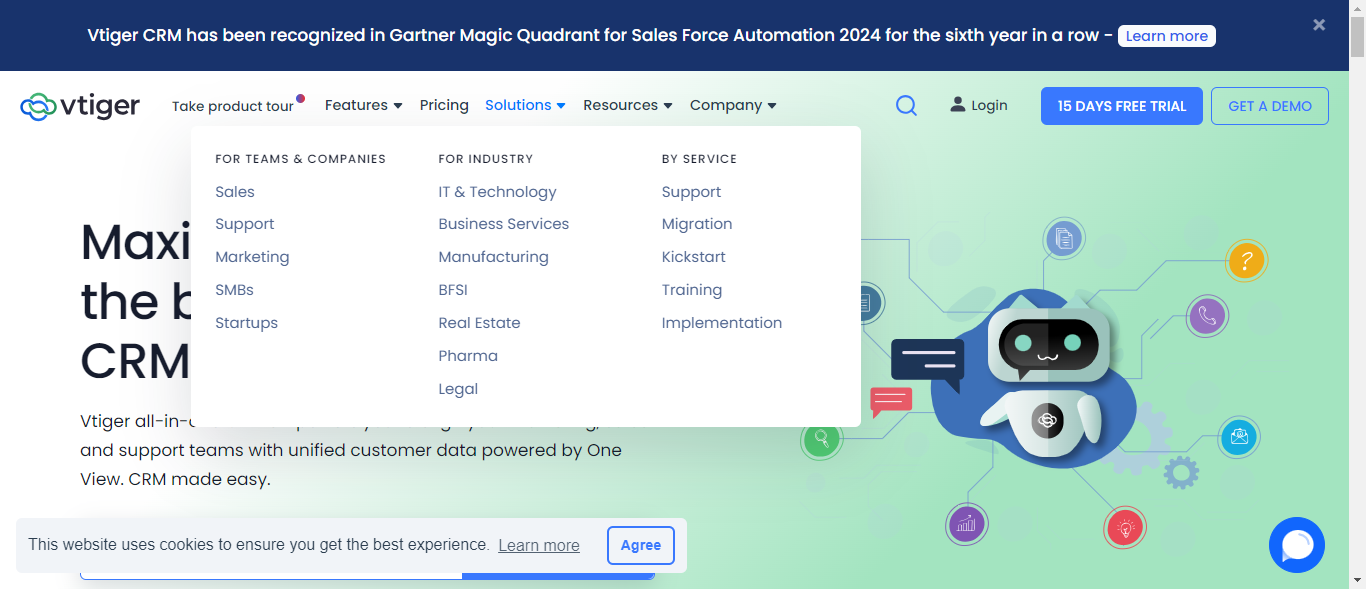 Vtiger CRM has been recognized in Gartner Magic Quadrant for Sales Force Automation 2024 for the sixth year in a row - Learn more
vtiger
Take product tour
Features
Pricing
Solutions
Resources
Company
Login
15 DAYS FREE TRIAL
GET A DEMO
FOR TEAMS & COMPANIES
Sales
Support
Marketing
SMBs
Startups
FOR INDUSTRY
IT & Technology
Business Services
Manufacturing
BFSI
Real Estate
Pharma
Legal
BY SERVICE
Support
Migration
Kickstart
Training
Implementation
Maxi
the b
CRM
Vtiger all-in-
and support teams with unified customer data powered by One
View. CRM made easy.
This website uses cookies to ensure you get the best experience. Learn more
Agree